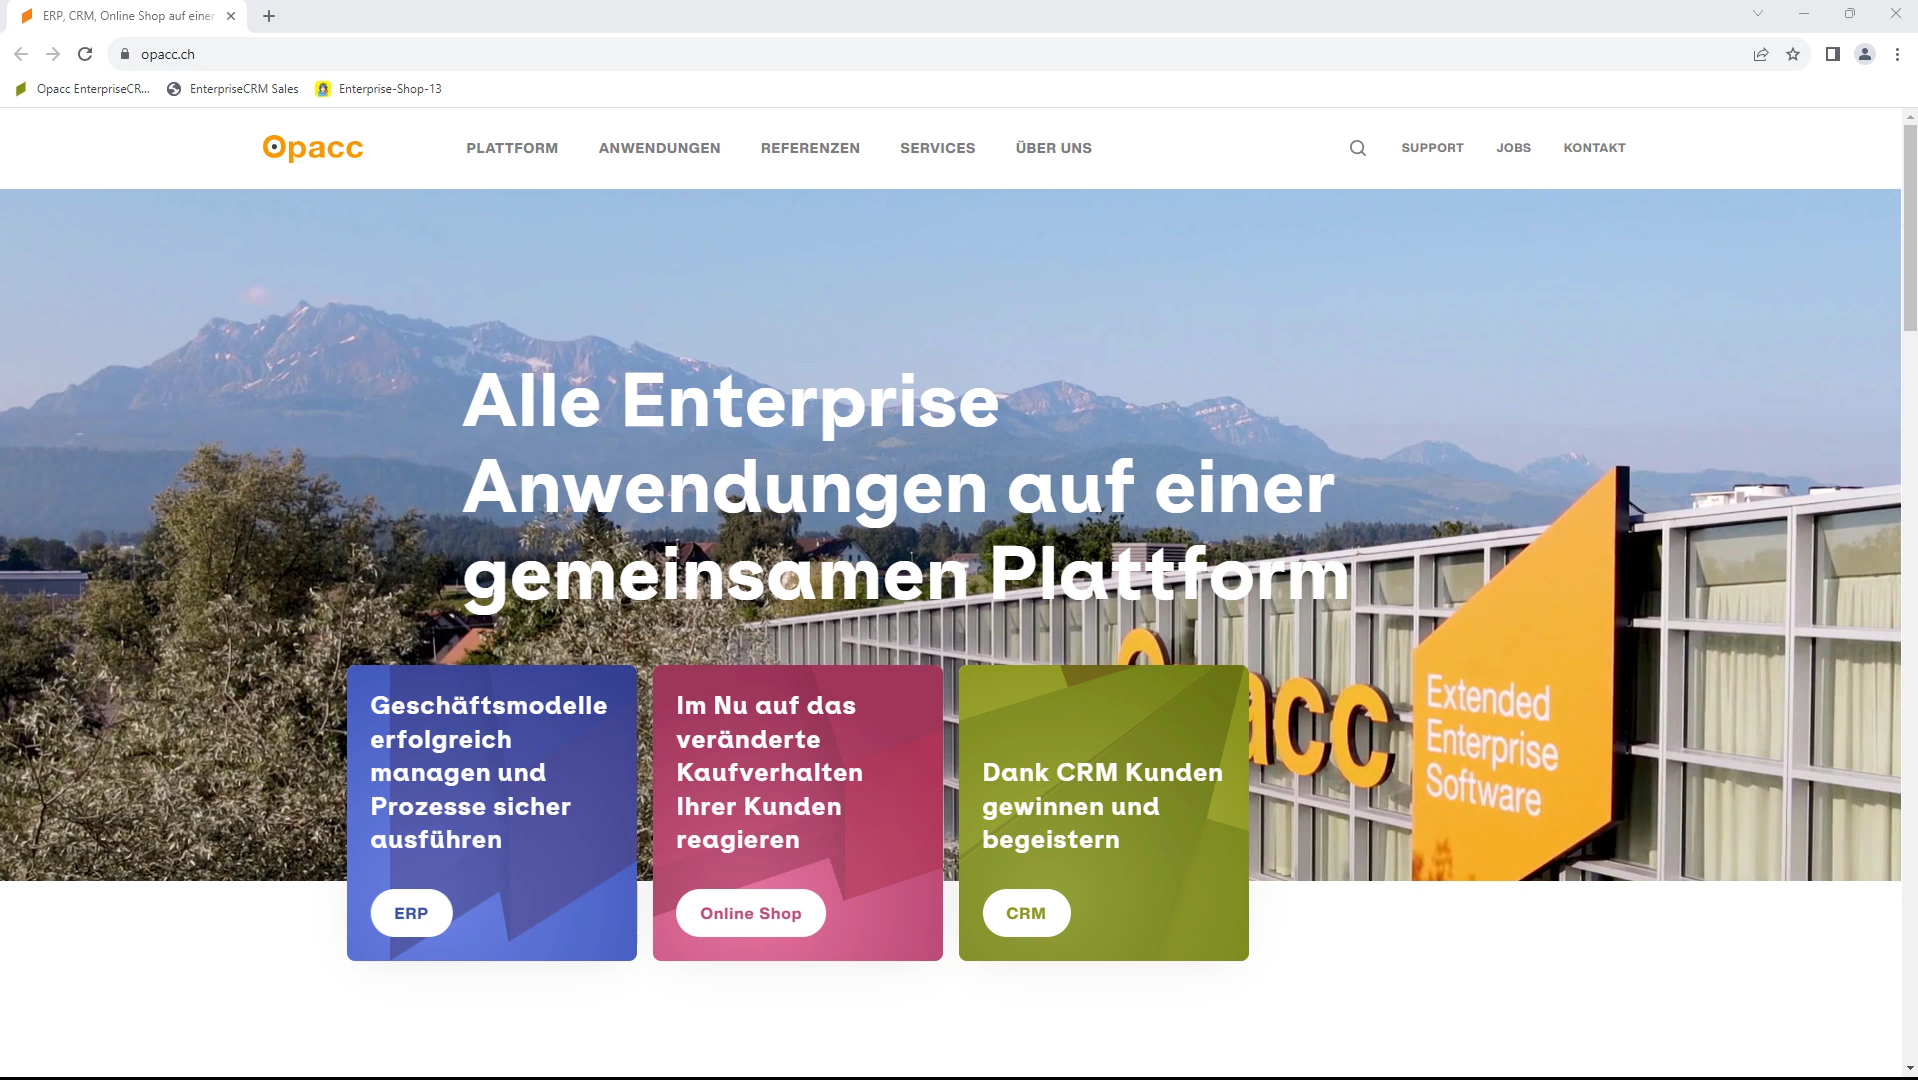 ERP, CRM, Online Shop auf einer
opacc.ch
Opacc EnterpriseCR...
EnterpriseCRM Sales
Enterprise-Shop-13
Opacc
PLATTFORM
ANWENDUNGEN
REFERENZEN
SERVICES
ÜBER UNS
SUPPORT
JOBS
KONTAKT
Alle Enterprise
Anwendungen auf einer
gemeinsamen Plattform
Geschäftsmodelle
erfolgreich
managen und
Prozesse sicher
ausführen
ERP
Im Nu auf das
veränderte
Kaufverhalten
Ihrer Kunden
reagieren
Online Shop
Dank CRM Kunden
gewinnen und
begeistern
CRM
Extended
Enterprise
Software